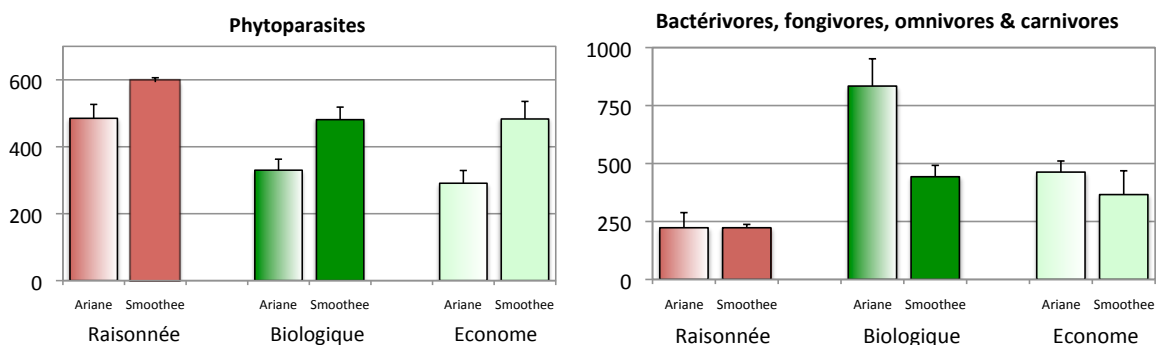 Phytoparasites
600
400
200
0
Ariane Smoothee Ariane Smoothee Ariane Smoothee
Raisonnée Biologique Econome
Bactérivores, fongivores, omnivores & carnivores
1000
750
500
250
0
Ariane Smoothee Ariane Smoothee Ariane Smoothee
Raisonnée Biologique Econome